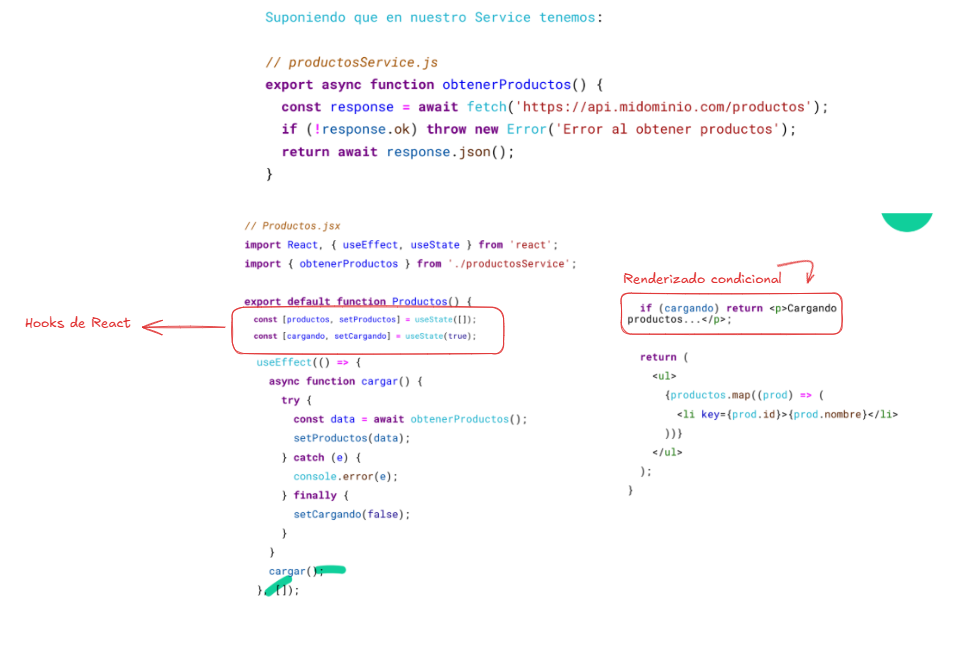 Suponiendo que en nuestro Service tenemos:
// productosService.js
export async function obtenerProductos() {
const response = await fetch('https://api.midominio.com/productos');
if (!response.ok) throw new Error('Error al obtener productos');
return await response.json();
}
// Productos.jsx
import React, { useEffect, useState } from 'react';
import { obtenerProductos } from './productosService';
export default function Productos() {
Hooks de React
const [productos, setProductos] = useState([]);
const [cargando, setCargando] = useState(true);
useEffect(() => {
async function cargar() {
try {
const data = await obtenerProductos();
setProductos(data);
} catch (e) {
console.error(e);
} finally {
setCargando(false);
}
}
cargar();
}, []);
Renderizado condicional
if (cargando) return <p>Cargando
productos...</p>;
return (
<ul>
{productos.map((prod) => (
<li key={prod.id}>{prod.nombre}</li>
))}
</ul>
);
}